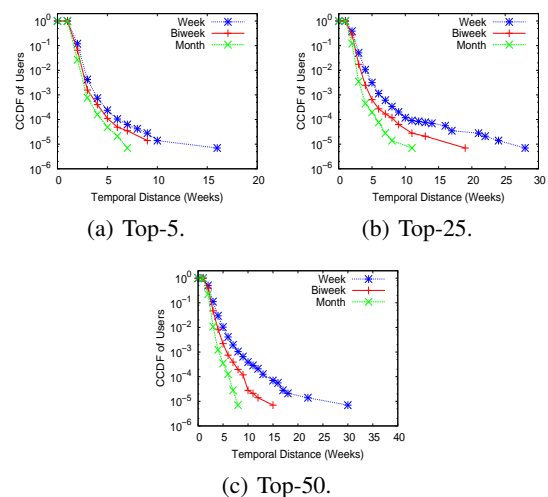 Week
Biweek
Month
CCDF of Users
10^0
10^-1
10^-2
10^-3
10^-4
10^-5
10^-6
0 5 10 15 20
Temporal Distance (Weeks)
(a) Top-5.
Week
Biweek
Month
CCDF of Users
10^0
10^-1
10^-2
10^-3
10^-4
10^-5
10^-6
0 5 10 15 20 25 30
Temporal Distance (Weeks)
(b) Top-25.
Week
Biweek
Month
CCDF of Users
10^0
10^-1
10^-2
10^-3
10^-4
10^-5
10^-6
0 5 10 15 20 25 30 35 40
Temporal Distance (Weeks)
(c) Top-50.